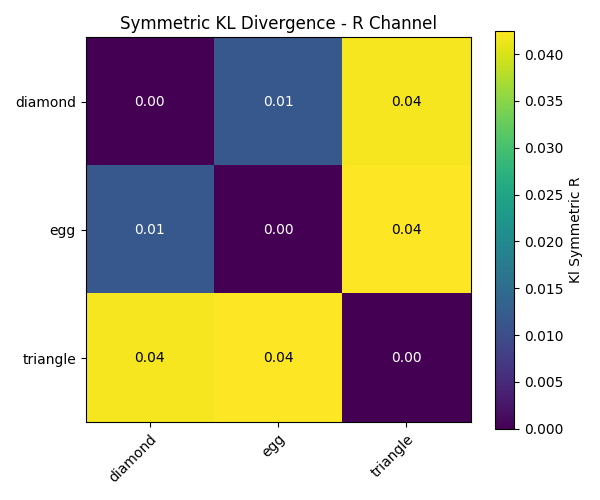 Symmetric KL Divergence - R Channel
diamond 0.00 0.01 0.04
egg 0.01 0.00 0.04
triangle 0.04 0.04 0.00
diamond egg triangle
0.040
0.035
0.030
0.025
0.020
0.015
0.010
0.005
0.000
Kl Symmetric R